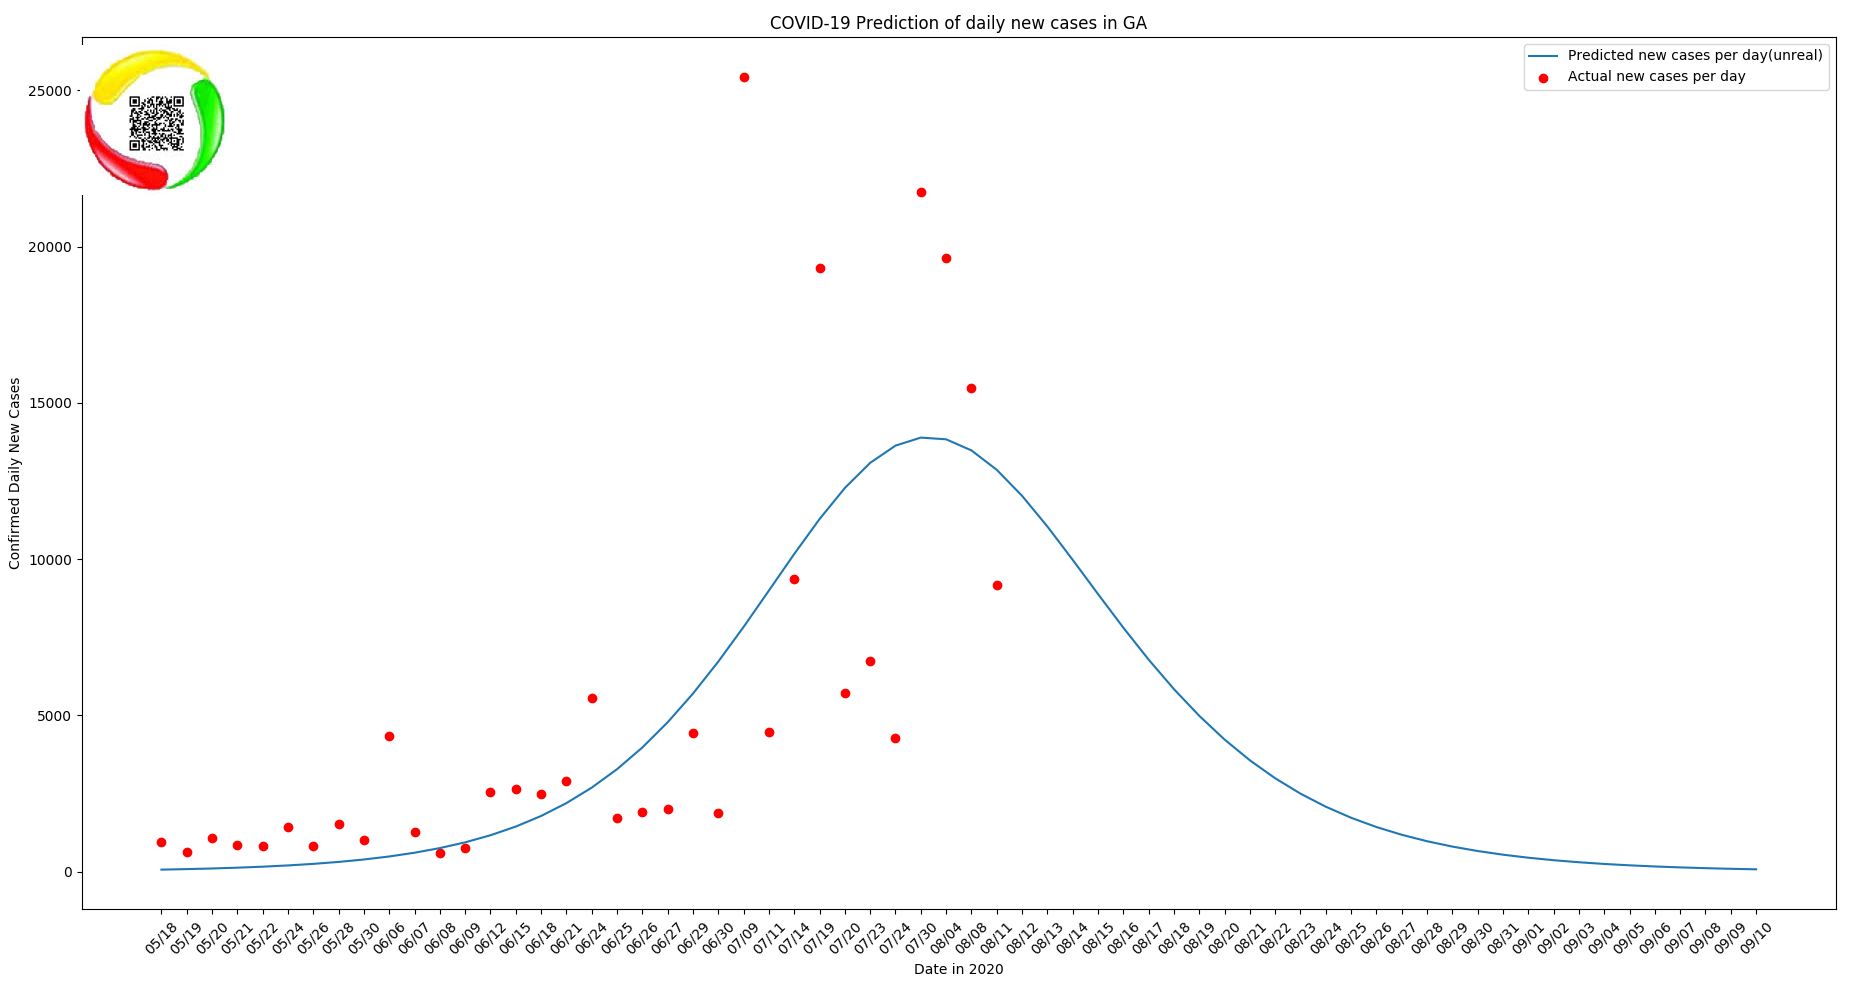 COVID-19 Prediction of daily new cases in GA
Predicted new cases per day(unreal)
Actual new cases per day
25000
20000
15000
10000
5000
0
Confirmed Daily New Cases
05/18 05/19 05/20 05/21 05/22 05/24 05/26 05/28 05/30 06/06 06/07 06/08 06/09 06/12 06/15 06/18 06/21 06/24 06/25 06/26 06/27 06/29 06/30 07/09 07/11 07/14 07/19 07/20 07/23 07/24 07/30 08/04 08/08 08/11 08/12 08/13 08/14 08/15 08/16 08/17 08/18 08/19 08/20 08/21 08/22 08/23 08/24 08/25 08/26 08/27 08/28 08/29 08/30 08/31 09/01 09/02 09/03 09/04 09/05 09/06 09/07 09/08 09/09 09/10
Date in 2020